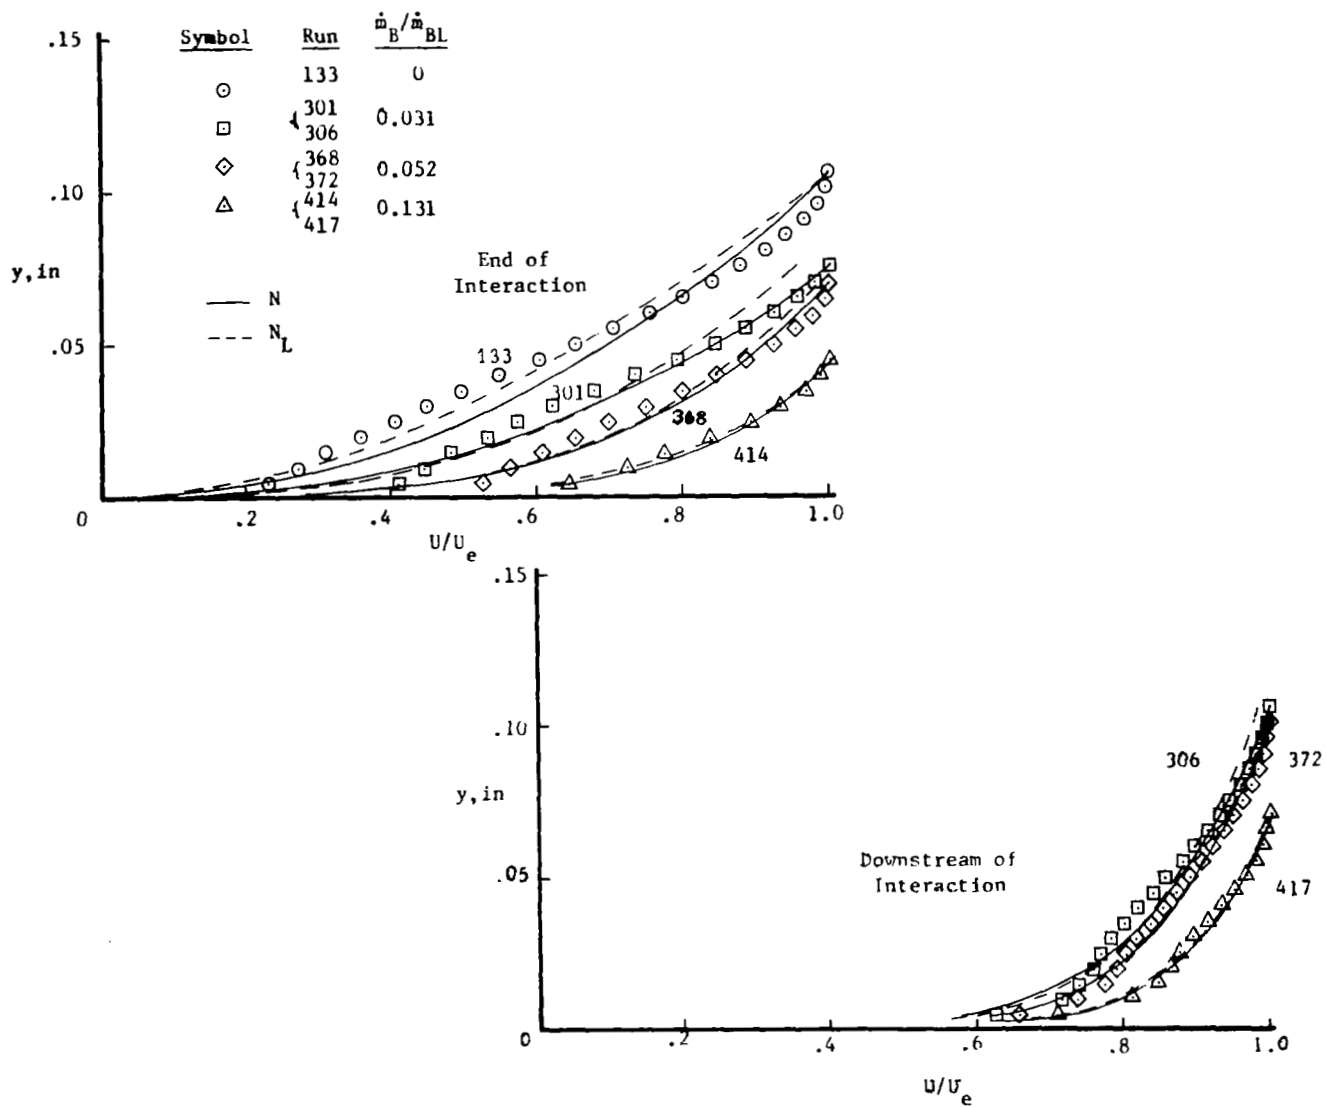 Symbol Run ṁB/ṁBL
133 0
301
306 0.031
368
372 0.052
414
417 0.131
N
NL
End of
Interaction
.15
.10
y,in
.05
0
.2
.4
.6
.8
1.0
U/Ue
133
301
368
414
.15
.10
y,in
.05
0
.2
.4
.6
.8
1.0
U/Ue
Downstream of
Interaction
306
372
417